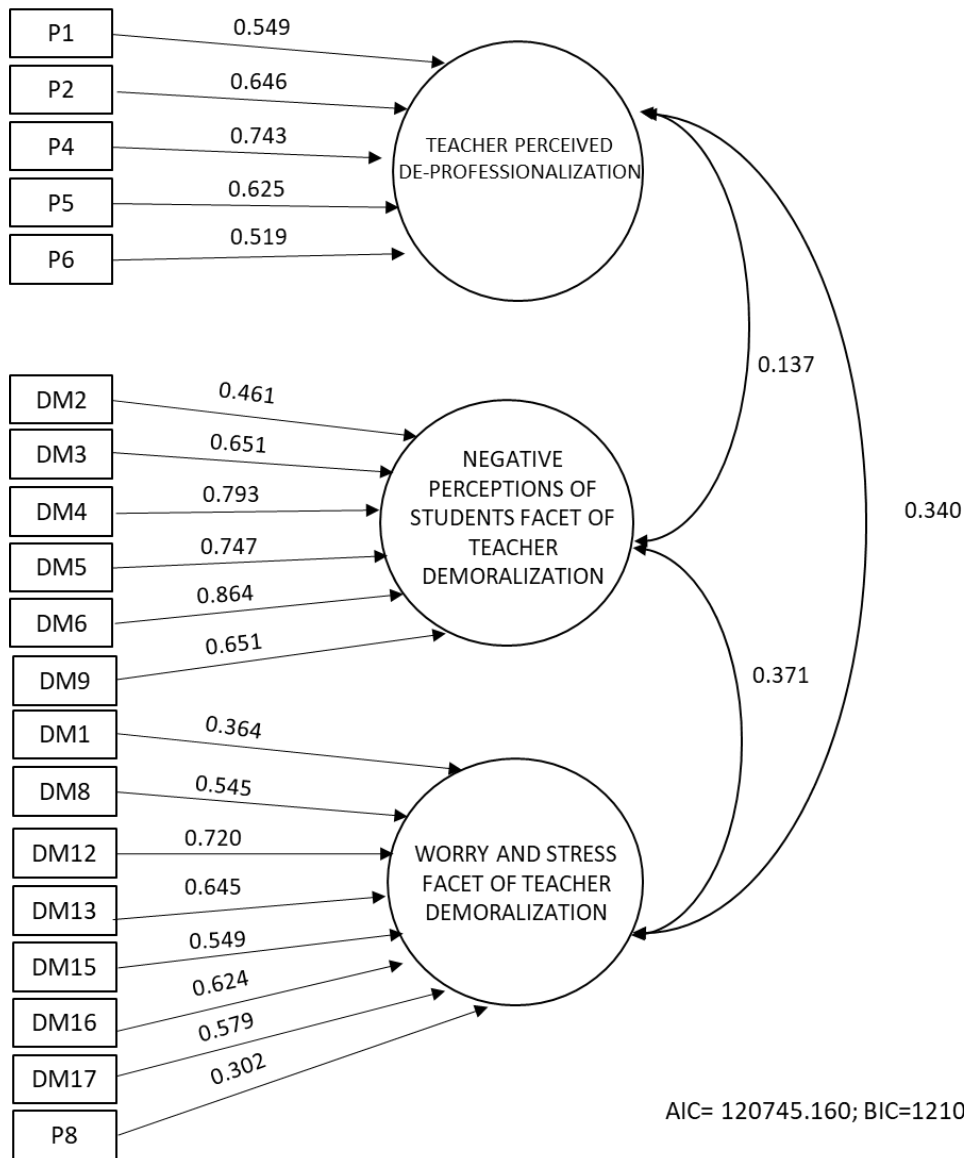 P1
0.549
P2
0.646
P4
0.743
P5
0.625
P6
0.519
TEACHER PERCEIVED
DE-PROFESSIONALIZATION
0.137
0.340
DM2
0.461
DM3
0.651
DM4
0.793
DM5
0.747
DM6
0.864
DM9
0.651
NEGATIVE
PERCEPTIONS OF
STUDENTS FACET OF
TEACHER
DEMORALIZATION
0.371
DM1
0.364
DM8
0.545
DM12
0.720
DM13
0.645
DM15
0.549
DM16
0.624
DM17
0.579
P8
0.302
WORRY AND STRESS
FACET OF TEACHER
DEMORALIZATION
AIC= 120745.160; BIC=1210